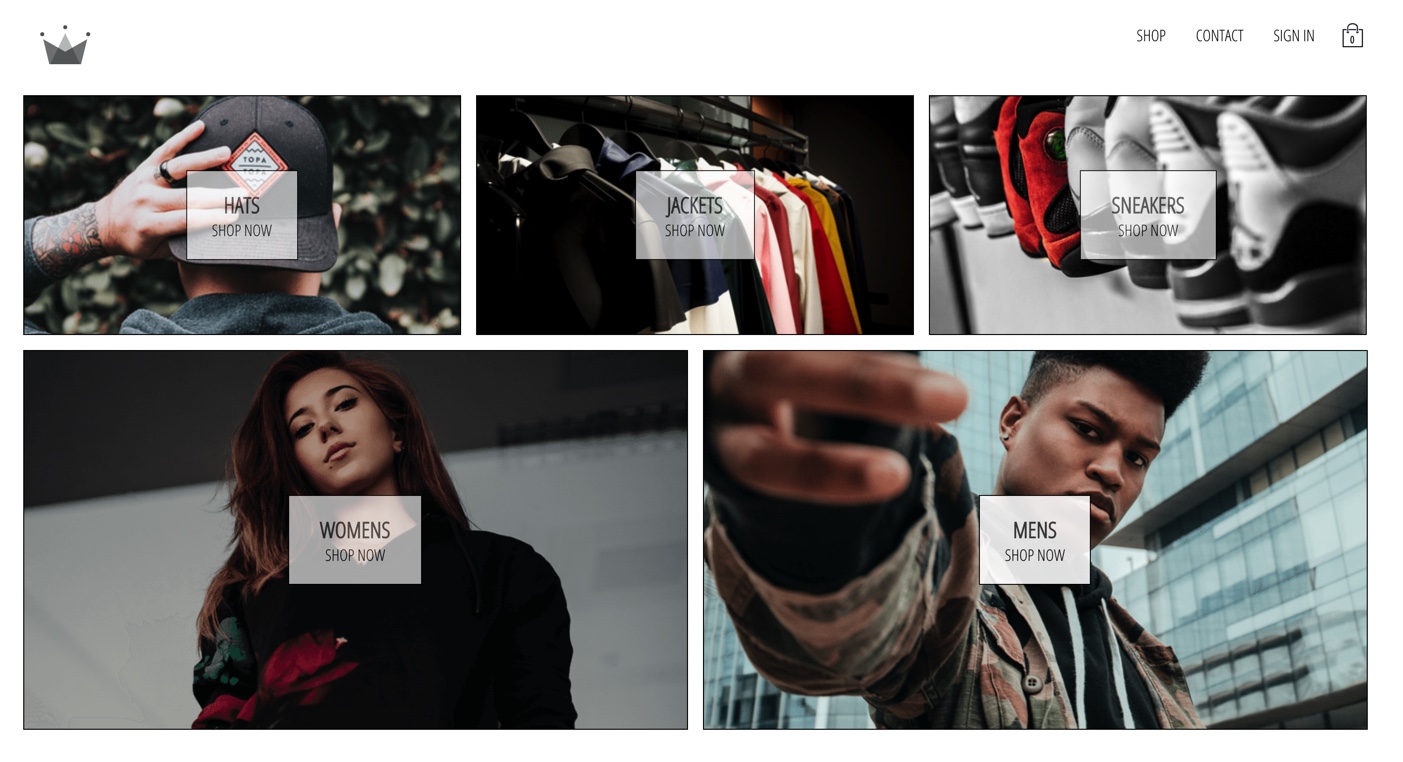 SHOP CONTACT SIGN IN
0
TOPA
TOPA
HATS
SHOP NOW
JACKETS
SHOP NOW
SNEAKERS
SHOP NOW
WOMENS
SHOP NOW
MENS
SHOP NOW